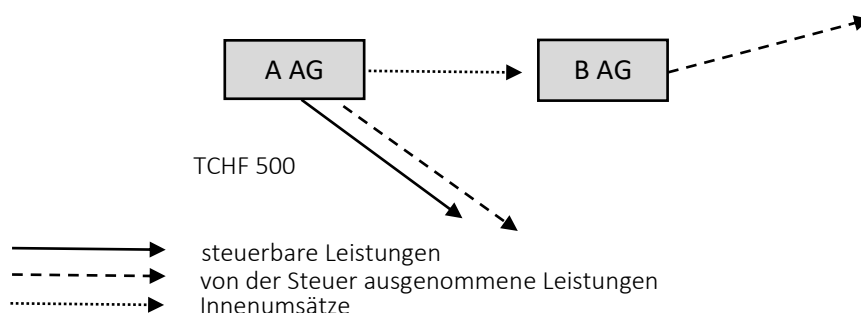 A AG
B AG
TCHF 500
steuerbare Leistungen
von der Steuer ausgenommene Leistungen
Innenumsätze